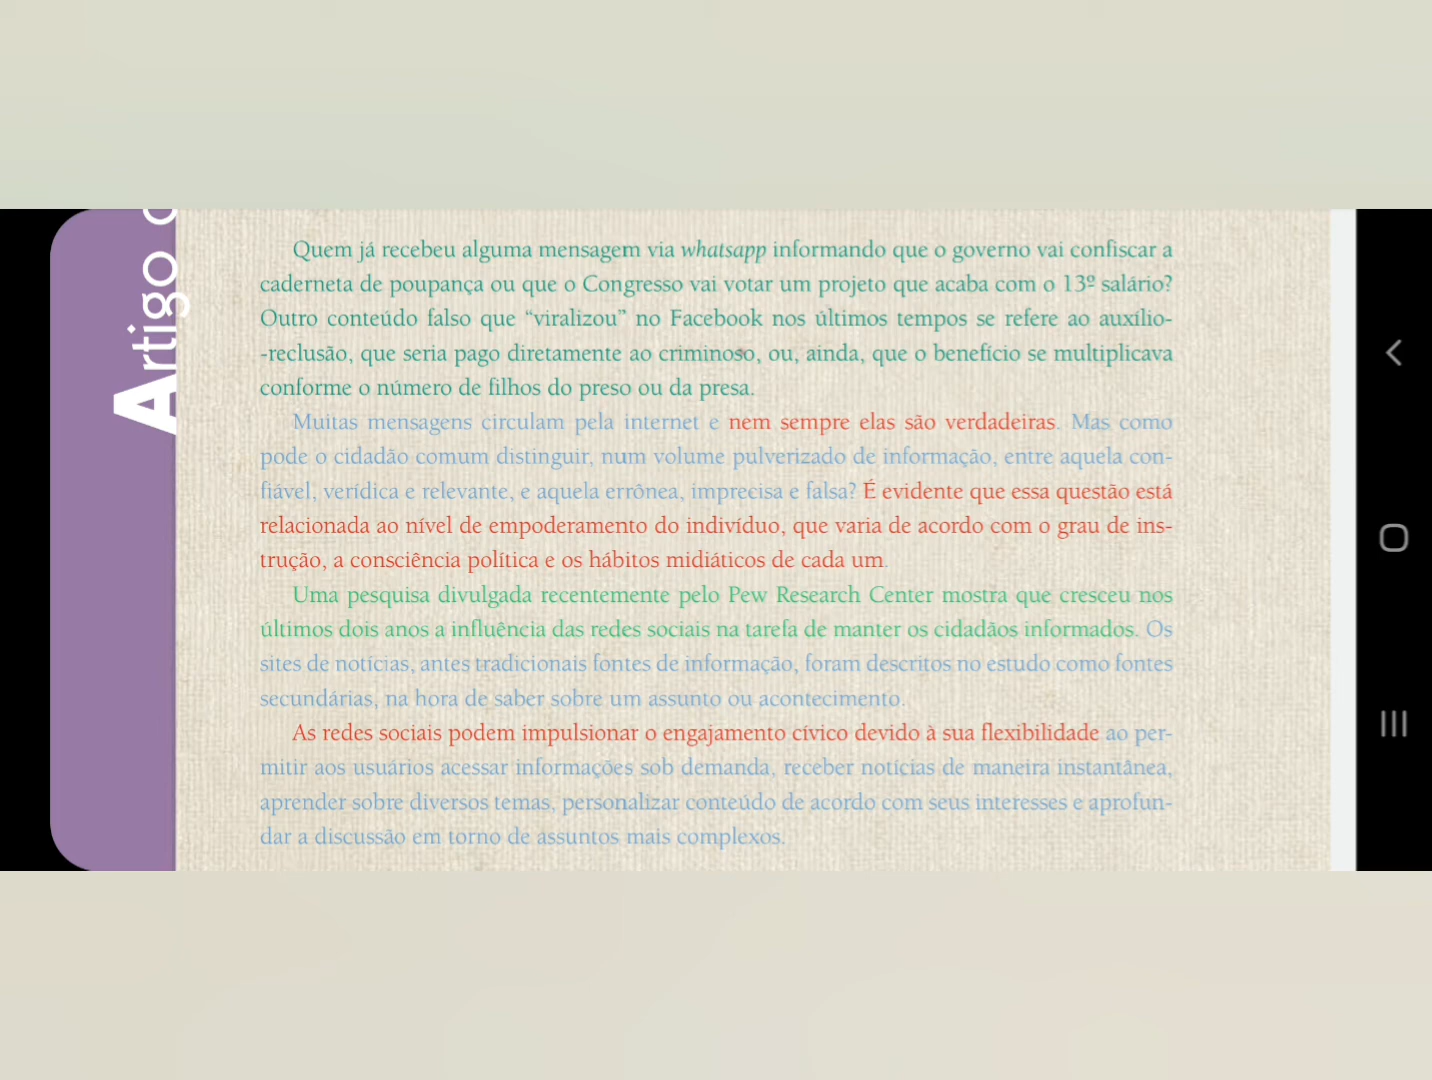 Artigo
Quem já recebeu alguma mensagem via whatsapp informando que o governo vai confiscar a
caderneta de poupança ou que o Congresso vai votar um projeto que acaba com o 13º salário?
Outro conteúdo falso que “viralizou” no Facebook nos últimos tempos se refere ao auxílio-
-reclusão, que seria pago diretamente ao criminoso, ou, ainda, que o benefício se multiplicava
conforme o número de filhos do preso ou da presa.
Muitas mensagens circulam pela internet e nem sempre elas são verdadeiras. Mas como
pode o cidadão comum distinguir, num volume pulverizado de informação, entre aquela con-
fiável, verídica e relevante, e aquela errônea, imprecisa e falsa? É evidente que essa questão está
relacionada ao nível de empoderamento do indivíduo, que varia de acordo com o grau de ins-
trução, a consciência política e os hábitos midiáticos de cada um.
Uma pesquisa divulgada recentemente pelo Pew Research Center mostra que cresceu nos
últimos dois anos a influência das redes sociais na tarefa de manter os cidadãos informados. Os
sites de notícias, antes tradicionais fontes de informação, foram descritos no estudo como fontes
secundárias, na hora de saber sobre um assunto ou acontecimento.
As redes sociais podem impulsionar o engajamento cívico devido à sua flexibilidade ao per-
mitir aos usuários acessar informações sob demanda, receber notícias de maneira instantânea,
aprender sobre diversos temas, personalizar conteúdo de acordo com seus interesses e aprofun-
dar a discussão em torno de assuntos mais complexos.